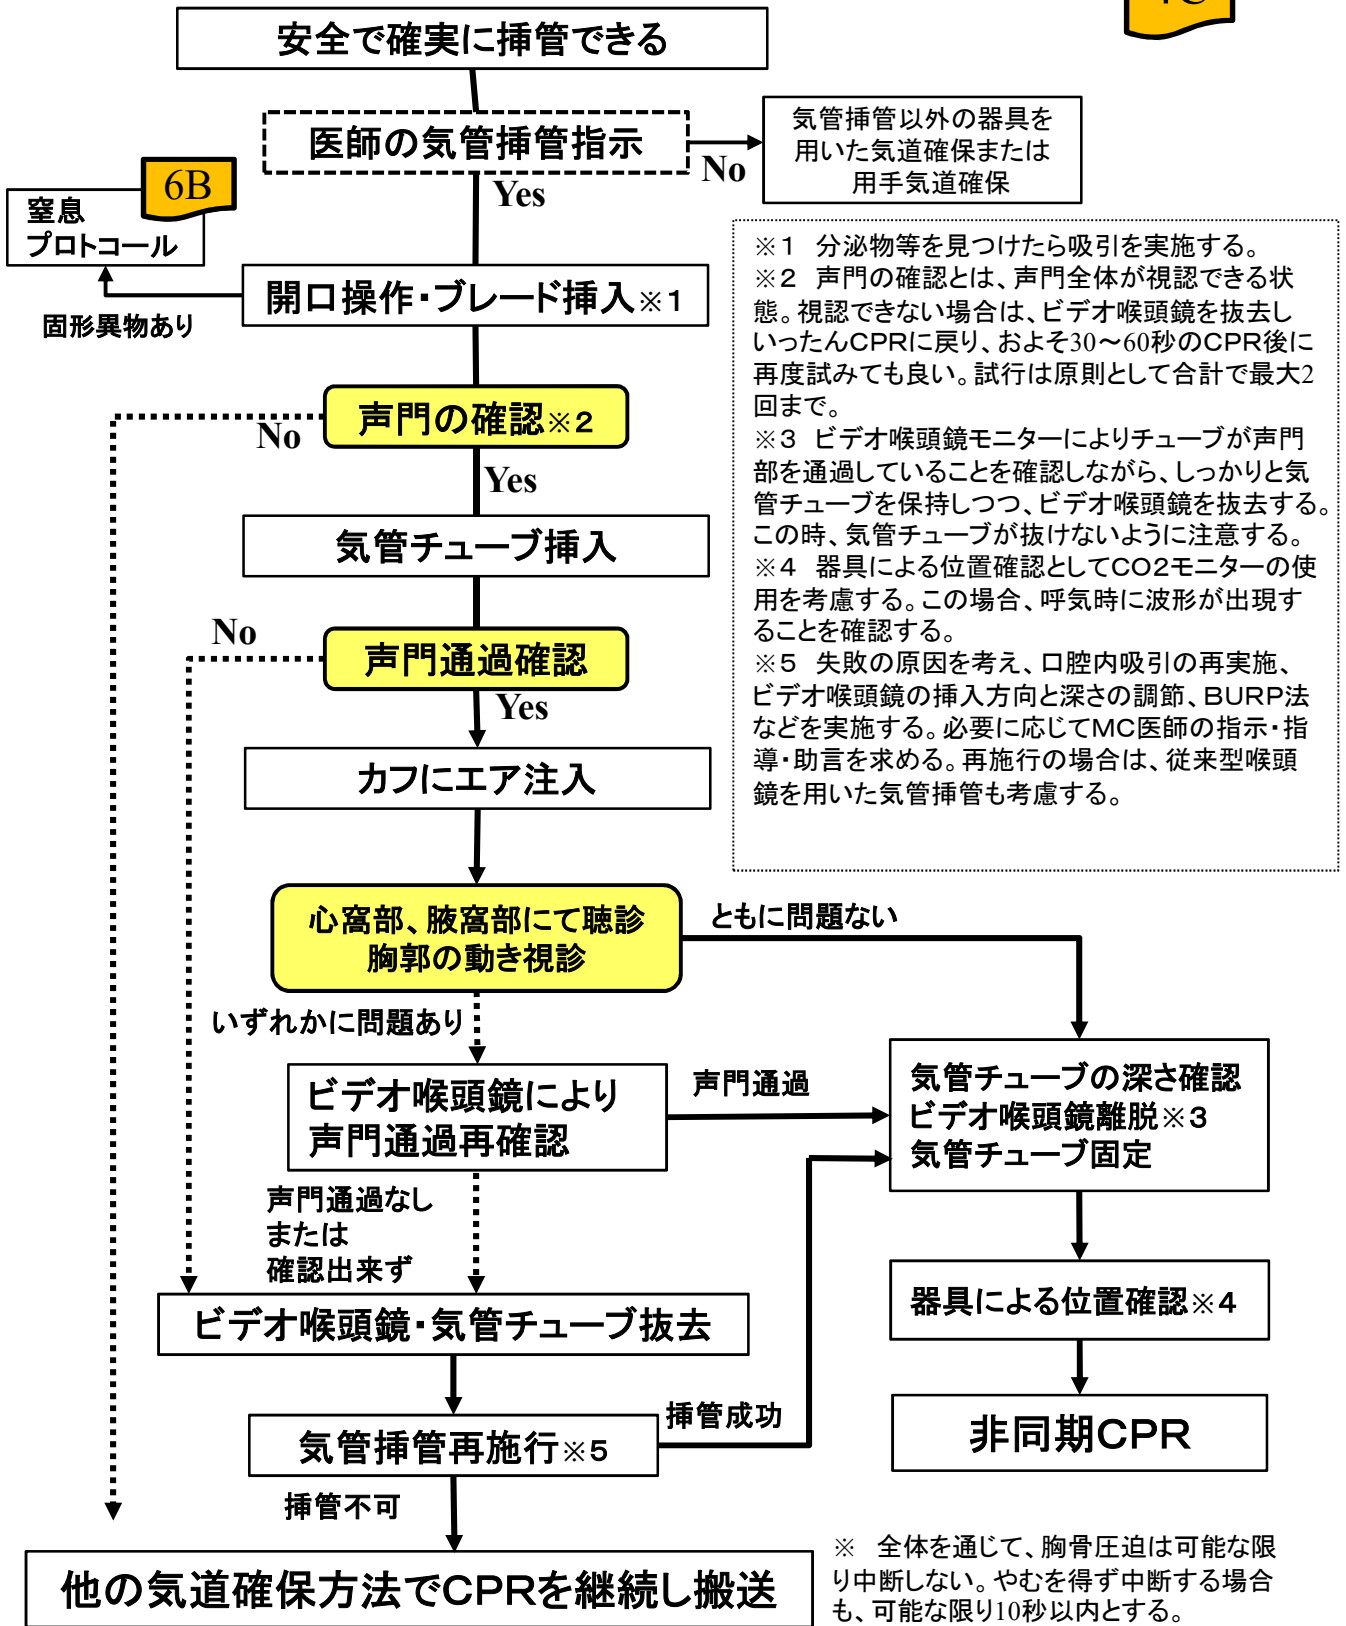 安全で確実に挿管できる
医師の気管挿管指示
No
気管挿管以外の器具を
用いた気道確保または
用手気道確保
Yes
6B
窒息
プロトコール
固形異物あり
開口操作・ブレード挿入※1
声門の確認※2
No
Yes
気管チューブ挿入
No
声門通過確認
Yes
カフにエア注入
※1 分泌物等を見つけたら吸引を実施する。
※2 声門の確認とは、声門全体が視認できる状
態。視認できない場合は、ビデオ喉頭鏡を抜去し
いったんCPRに戻り、およそ30～60秒のCPR後に
再度試みても良い。試行は原則として合計で最大2
回まで。
※3 ビデオ喉頭鏡モニターによりチューブが声門
部を通過していることを確認しながら、しっかりと気
管チューブを保持しつつ、ビデオ喉頭鏡を抜去する。
この時、気管チューブが抜けないように注意する。
※4 器具による位置確認としてCO2モニターの使
用を考慮する。この場合、呼気時に波形が出現す
ることを確認する。
※5 失敗の原因を考え、口腔内吸引の再実施、
ビデオ喉頭鏡の挿入方向と深さの調節、BURP法
などを実施する。必要に応じてMC医師の指示・指
導・助言を求める。再施行の場合は、従来型喉頭
鏡を用いた気管挿管も考慮する。
心窩部、腋窩部にて聴診
胸郭の動き視診
ともに問題ない
いずれかに問題あり
ビデオ喉頭鏡により
声門通過再確認
声門通過
気管チューブの深さ確認
ビデオ喉頭鏡離脱※3
気管チューブ固定
声門通過なし
または
確認出来ず
ビデオ喉頭鏡・気管チューブ抜去
器具による位置確認※4
気管挿管再施行※5
挿管成功
非同期CPR
挿管不可
他の気道確保方法でCPRを継続し搬送
※ 全体を通じて、胸骨圧迫は可能な限
り中断しない。やむを得ず中断する場合
も、可能な限り10秒以内とする。